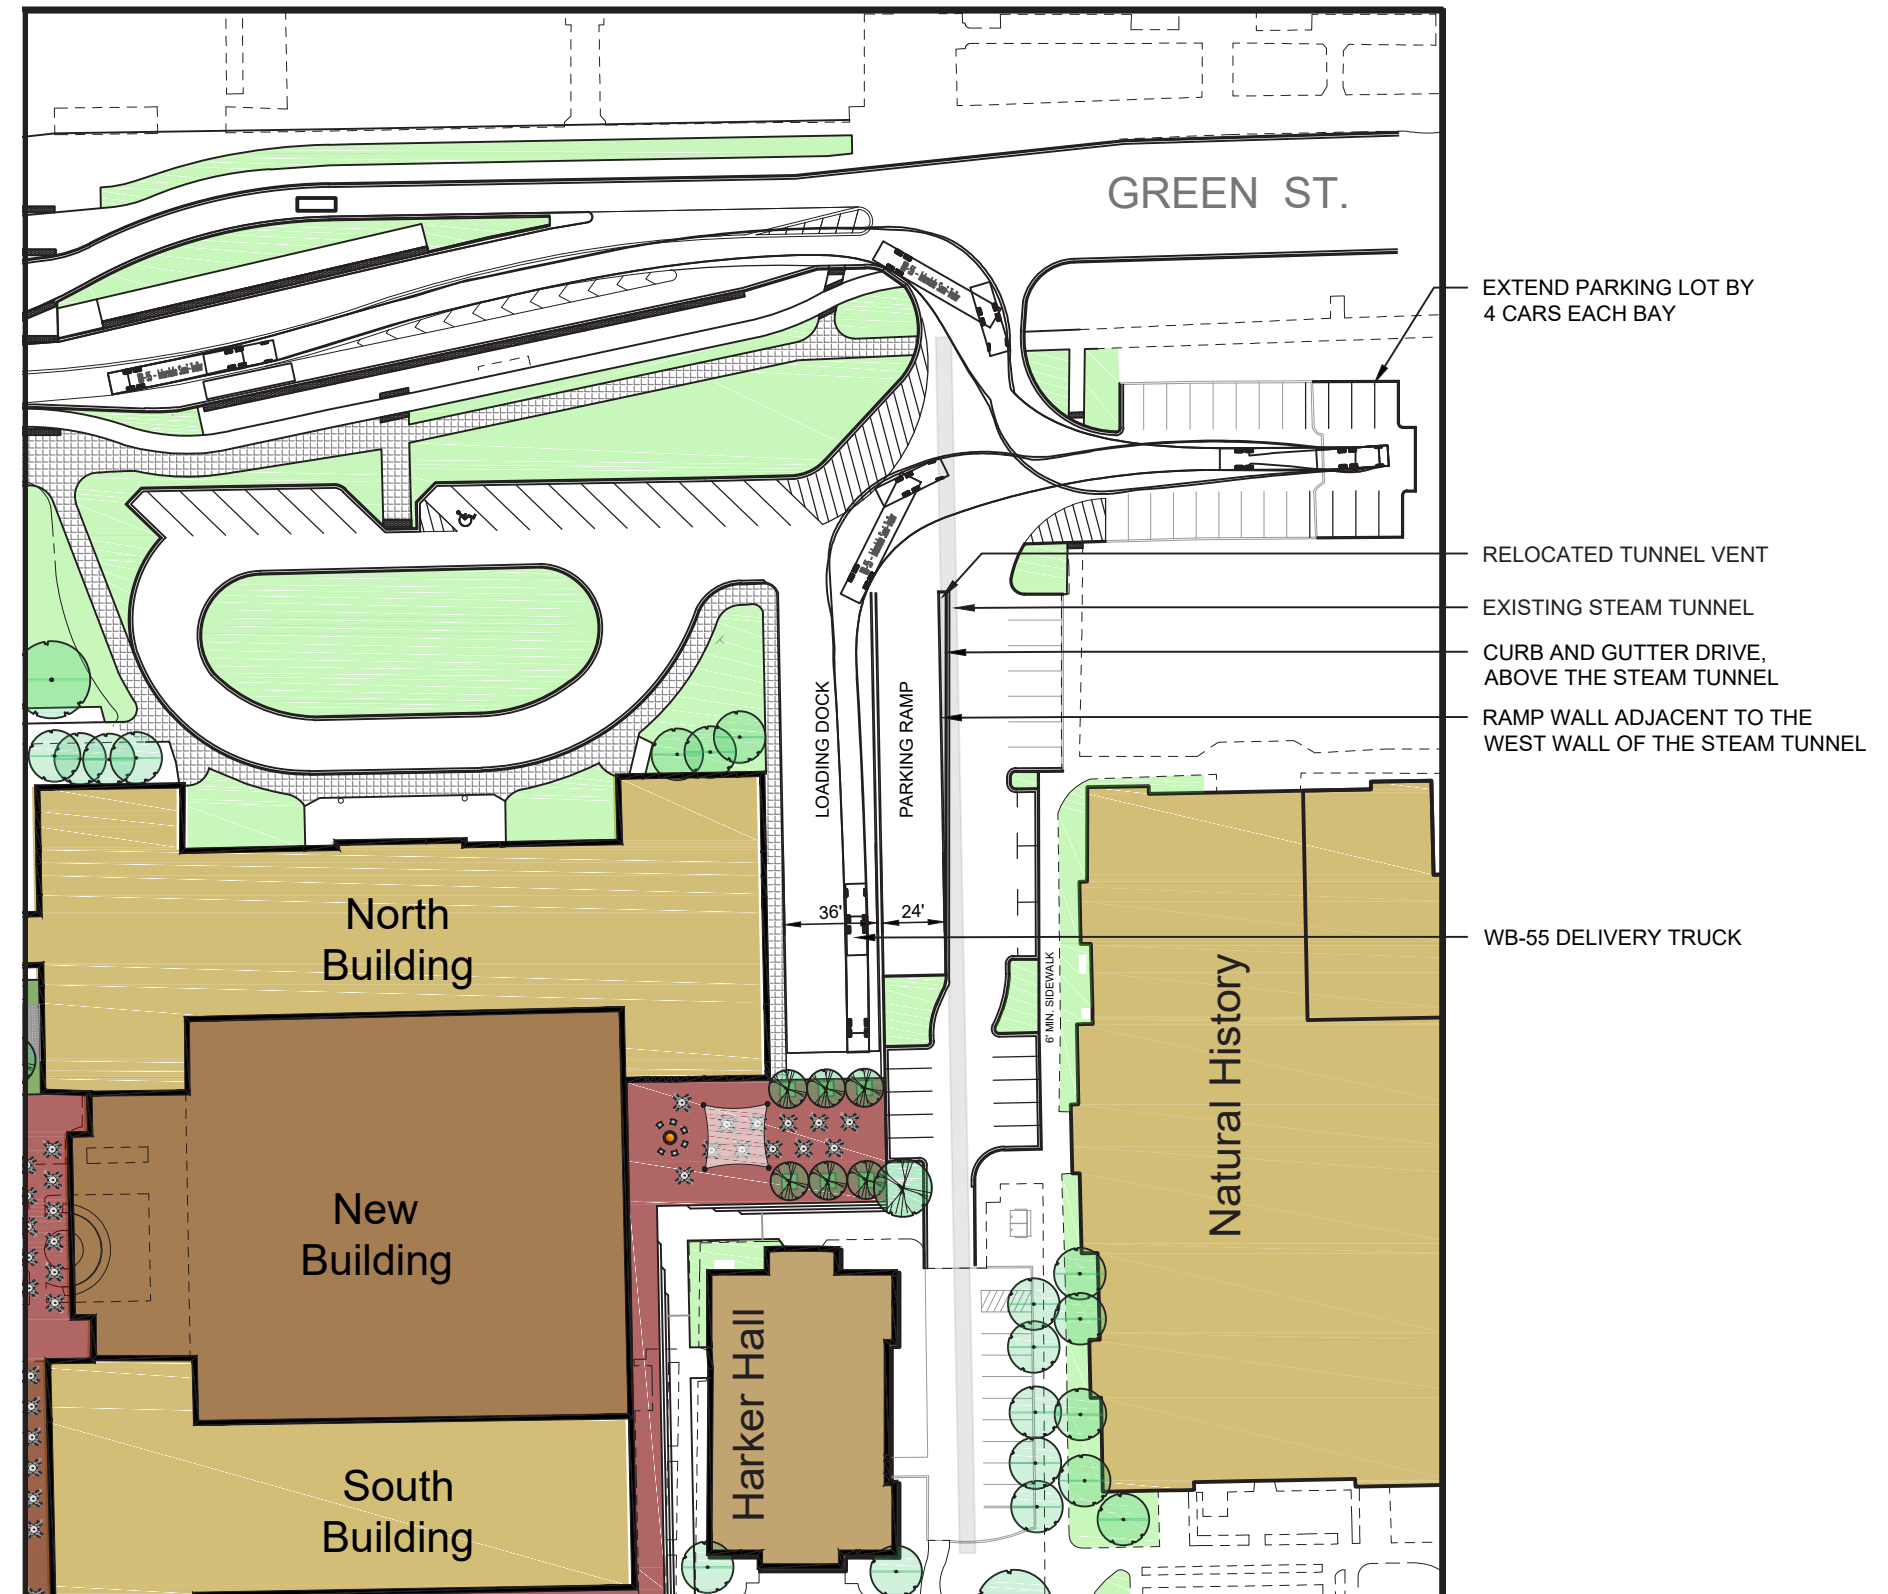 GREEN ST.
EXTEND PARKING LOT BY
4 CARS EACH BAY
RELOCATED TUNNEL VENT
EXISTING STEAM TUNNEL
CURB AND GUTTER DRIVE,
ABOVE THE STEAM TUNNEL
RAMP WALL ADJACENT TO THE
WEST WALL OF THE STEAM TUNNEL
LOADING DOCK
PARKING RAMP
36'
24'
WB-55 DELIVERY TRUCK
6' MIN. SIDEWALK
North
Building
New
Building
South
Building
Harker Hall
Natural History